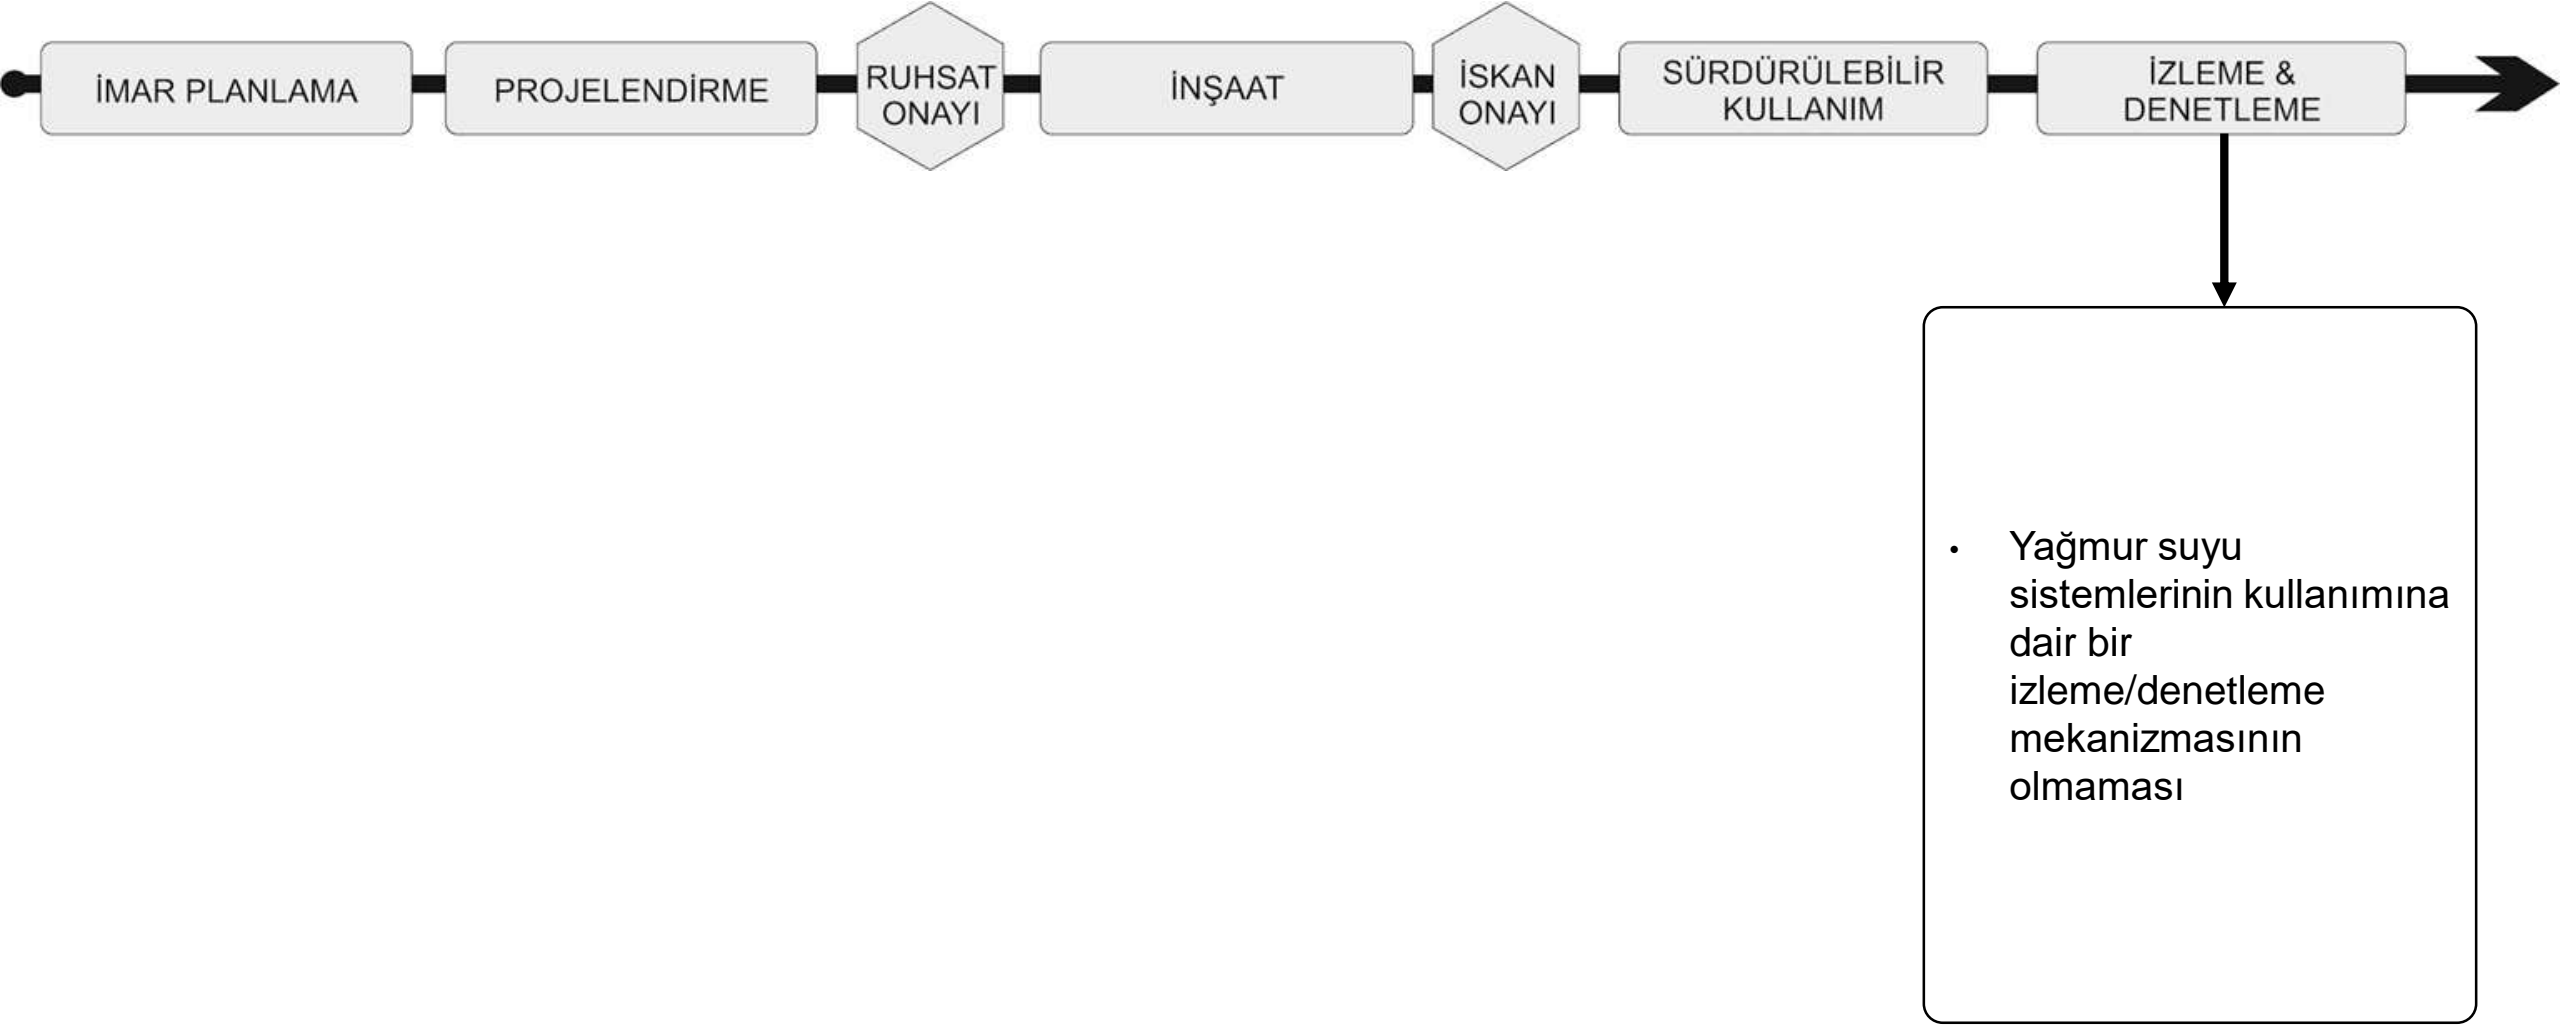 İMAR PLANLAMA
PROJELENDİRME
RUHSAT
ONAYI
İNŞAAT
İSKAN
ONAYI
SÜRDÜRÜLEBİLİR
KULLANIM
İZLEME &
DENETLEME
• Yağmur suyu
sistemlerinin kullanımına
dair bir
izleme/denetleme
mekanizmasının
olmaması